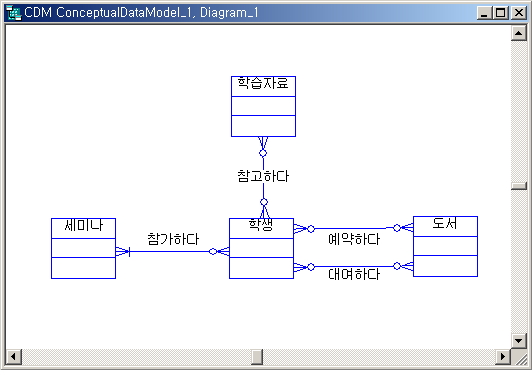 CDM ConceptualDataModel_1, Diagram_1
학습자료
참고하다
세미나
참가하다
학생
예약하다
대여하다
도서